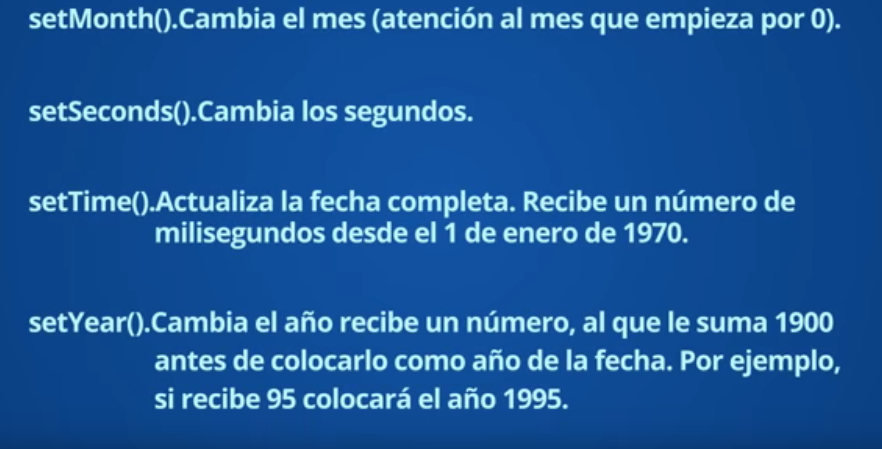 setMonth().Cambia el mes (atención al mes que empieza por 0).
setSeconds().Cambia los segundos.
setTime().Actualiza la fecha completa. Recibe un número de
milisegundos desde el 1 de enero de 1970.
setYear().Cambia el año recibe un número, al que le suma 1900
antes de colocarlo como año de la fecha. Por ejemplo,
si recibe 95 colocará el año 1995.